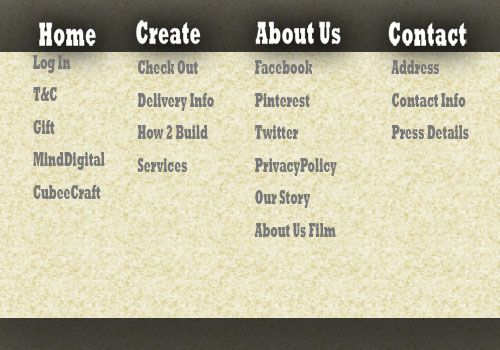 Home
Log In
T&C
Gift
MindDigital
CubeeCraft
Create
Check Out
Delivery Info
How 2 Build
Services
About Us
Facebook
Pinterest
Twitter
PrivacyPolicy
Our Story
About Us Film
Contact
Address
Contact Info
Press Details